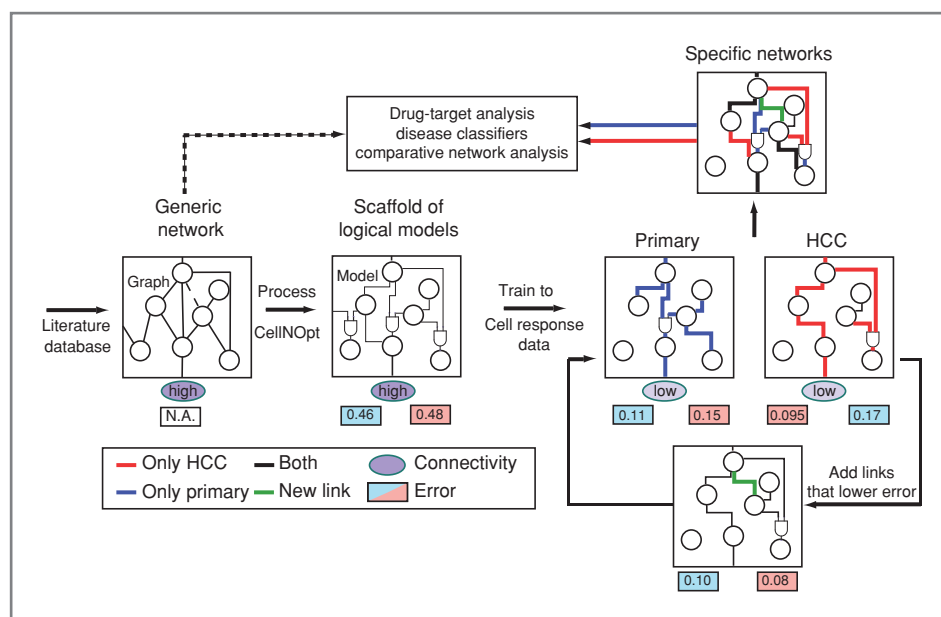 Specific networks
Drug-target analysis
disease classifiers
comparative network analysis
Generic
network
Scaffold of
logical models
Primary
HCC
Graph
Model
Literature
database
Process
CellNOpt
Train to
Cell response
data
high
high
low
low
N.A.
0.46
0.48
0.11
0.15
0.095
0.17
Only HCC
Both
Connectivity
Only primary
New link
Error
Add links
that lower error
0.10
0.08